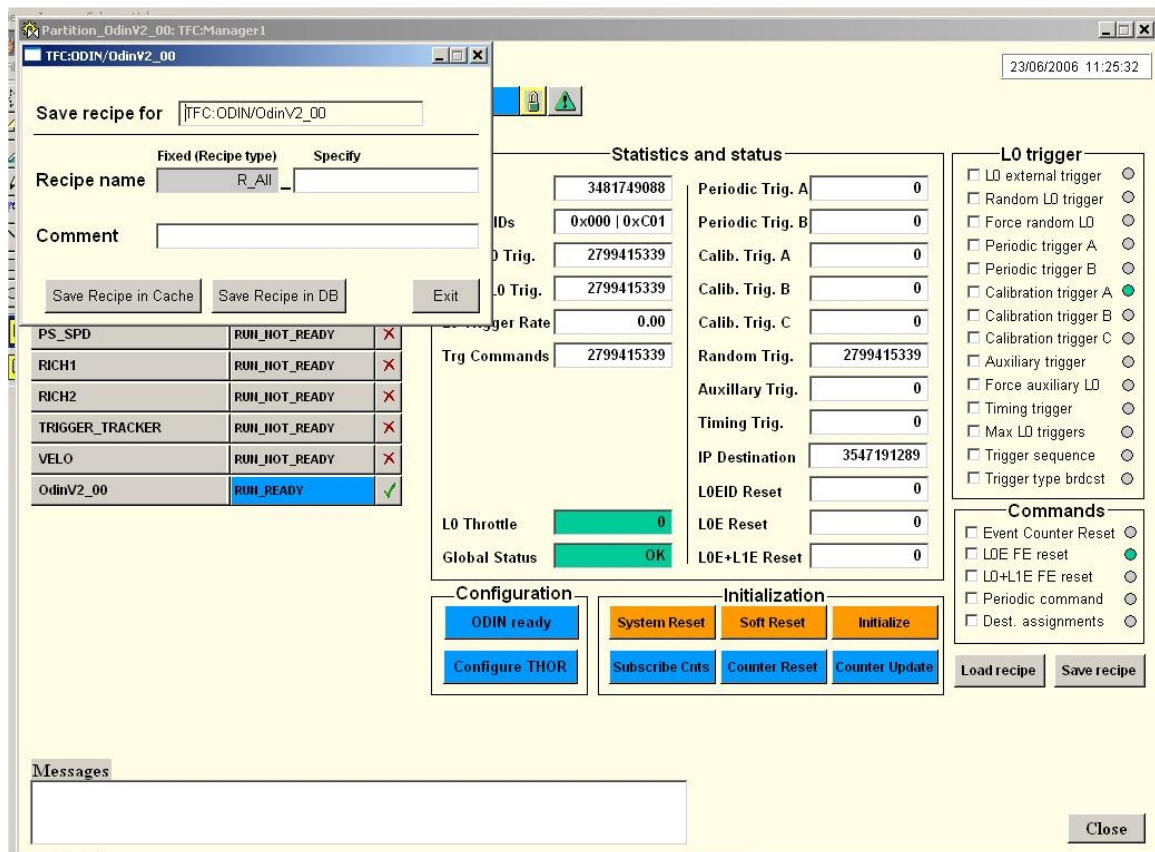 Partition_OdinV2_00: TFC:Manager1
TFC:ODIN/OdinV2_00
23/06/2006 11:25:32
Save recipe for TFC:ODIN/OdinV2_00
Fixed (Recipe type) Specify
Recipe name R_All _
Comment
Save Recipe in Cache Save Recipe in DB Exit
PS_SPD RUN_NOT_READY
RICH1 RUN_NOT_READY
RICH2 RUN_NOT_READY
TRIGGER_TRACKER RUN_NOT_READY
VELO RUN_NOT_READY
OdinV2_00 RUN_READY
Statistics and status
3481749088
IDs 0x000 | 0xC01
Trig. 2799415339
L0 Trig. 2799415339
Trigger Rate 0.00
Trg Commands 2799415339
L0 Throttle 0
Global Status OK
Periodic Trig. A 0
Periodic Trig. B 0
Calib. Trig. A 0
Calib. Trig. B 0
Calib. Trig. C 0
Random Trig. 2799415339
Auxillary Trig. 0
Timing Trig. 0
IP Destination 3547191289
L0EID Reset 0
L0E Reset 0
L0E+L1E Reset 0
L0 trigger
L0 external trigger
Random L0 trigger
Force random L0
Periodic trigger A
Periodic trigger B
Calibration trigger A
Calibration trigger B
Calibration trigger C
Auxiliary trigger
Force auxiliary L0
Timing trigger
Max L0 triggers
Trigger sequence
Trigger type brdcst
Commands
Event Counter Reset
L0E FE reset
L0+L1E FE reset
Periodic command
Dest. assignments
Configuration
ODIN ready
Configure THOR
Initialization
System Reset Soft Reset Initialize
Subscribe Cnts Counter Reset Counter Update
Load recipe Save recipe
Messages
Close